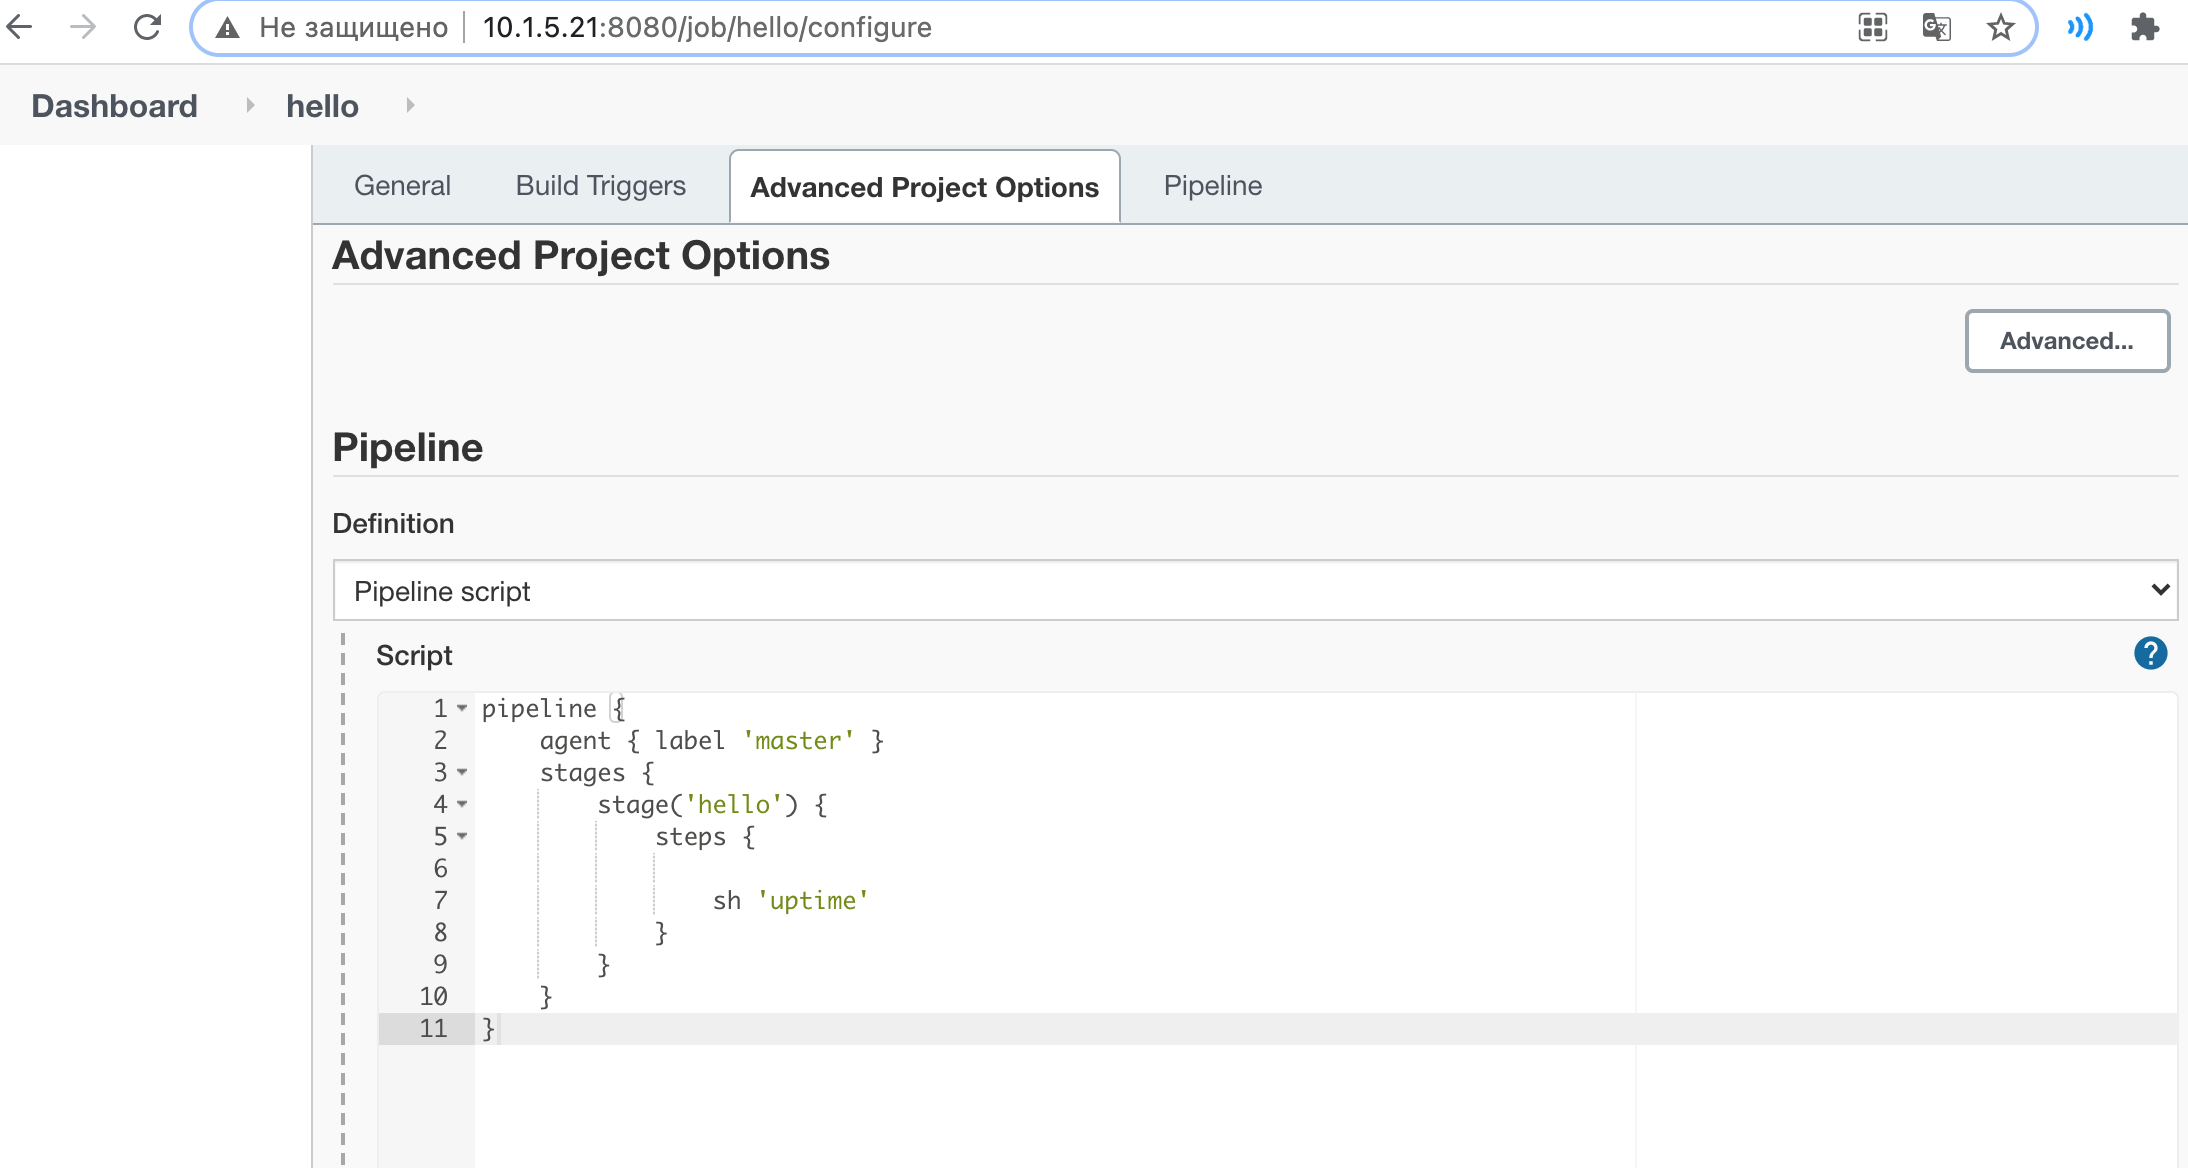 Не защищено 10.1.5.21:8080/job/hello/configure
Dashboard hello
General Build Triggers Advanced Project Options Pipeline
Advanced Project Options
Advanced...
Pipeline
Definition
Pipeline script
Script ?
1 pipeline {
2     agent { label 'master' }
3     stages {
4         stage('hello') {
5             steps {
6
7                 sh 'uptime'
8             }
9         }
10     }
11 }